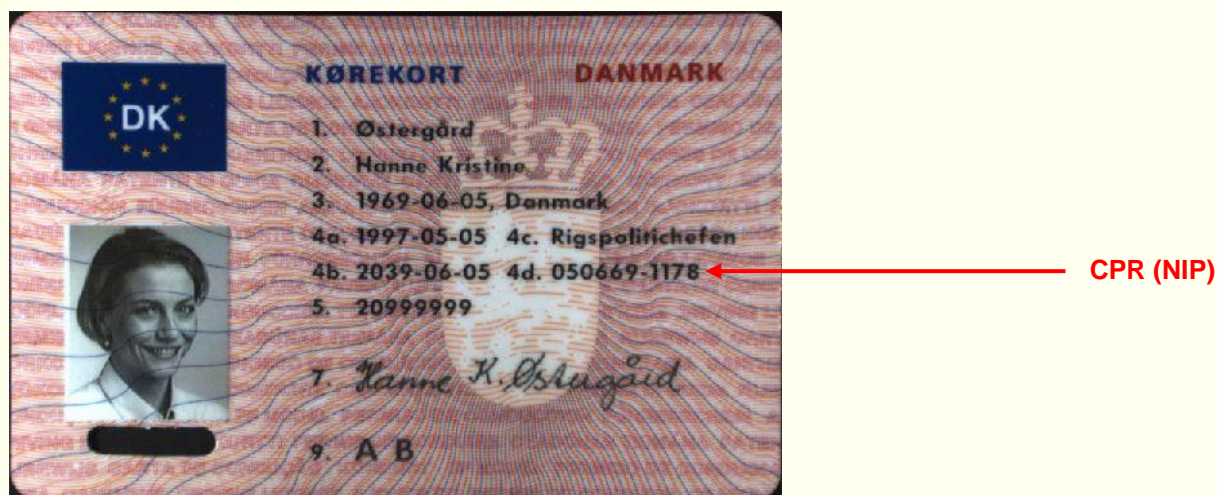 DK
KØREKORT DANMARK
1. Østergård
2. Hanne Kristine
3. 1969-06-05, Danmark
4a. 1997-05-05 4c. Rigspolitichefen
4b. 2039-06-05 4d. 050669-1178
CPR (NIP)
5. 20999999
7. Hanne K. Østergård
9. A B